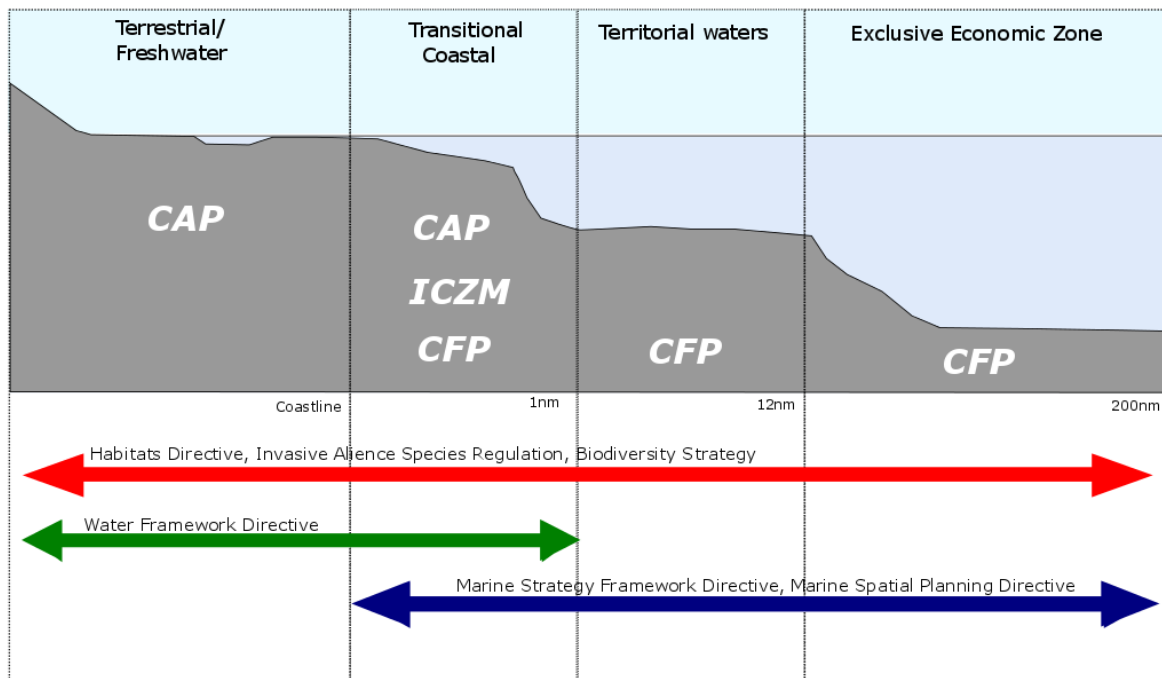 Terrestrial/
Freshwater
Transitional
Coastal
Territorial waters
Exclusive Economic Zone
CAP
CAP
ICZM
CFP
CFP
CFP
Coastline
1nm
12nm
200nm
Habitats Directive, Invasive Alience Species Regulation, Biodiversity Strategy
Water Framework Directive
Marine Strategy Framework Directive, Marine Spatial Planning Directive